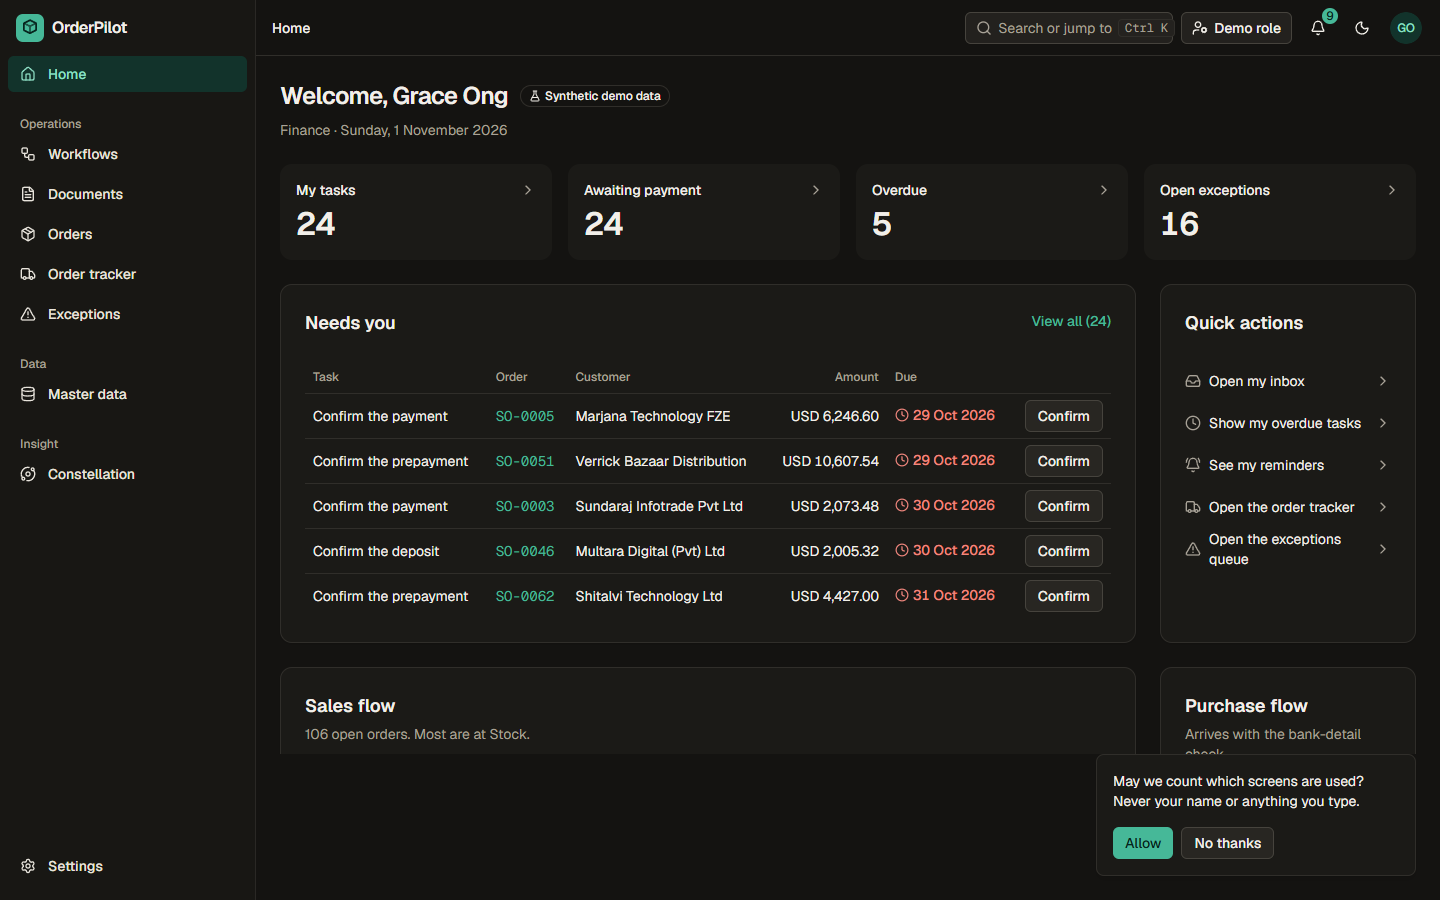 OrderPilot
Home
Operations
Workflows
Documents
Orders
Order tracker
Exceptions
Data
Master data
Insight
Constellation
Settings
Home
Search or jump to Ctrl K
Demo role
9
GO
Welcome, Grace Ong
Synthetic demo data
Finance · Sunday, 1 November 2026
My tasks
24
Awaiting payment
24
Overdue
5
Open exceptions
16
Needs you
View all (24)
Task Order Customer Amount Due
Confirm the payment SO-0005 Marjana Technology FZE USD 6,246.60 29 Oct 2026 Confirm
Confirm the prepayment SO-0051 Verrick Bazaar Distribution USD 10,607.54 29 Oct 2026 Confirm
Confirm the payment SO-0003 Sundaraj Infotrade Pvt Ltd USD 2,073.48 30 Oct 2026 Confirm
Confirm the deposit SO-0046 Multara Digital (Pvt) Ltd USD 2,005.32 30 Oct 2026 Confirm
Confirm the prepayment SO-0062 Shitalvi Technology Ltd USD 4,427.00 31 Oct 2026 Confirm
Quick actions
Open my inbox
Show my overdue tasks
See my reminders
Open the order tracker
Open the exceptions
queue
Sales flow
106 open orders. Most are at Stock.
Purchase flow
Arrives with the bank-detail
check
May we count which screens are used?
Never your name or anything you type.
Allow
No thanks